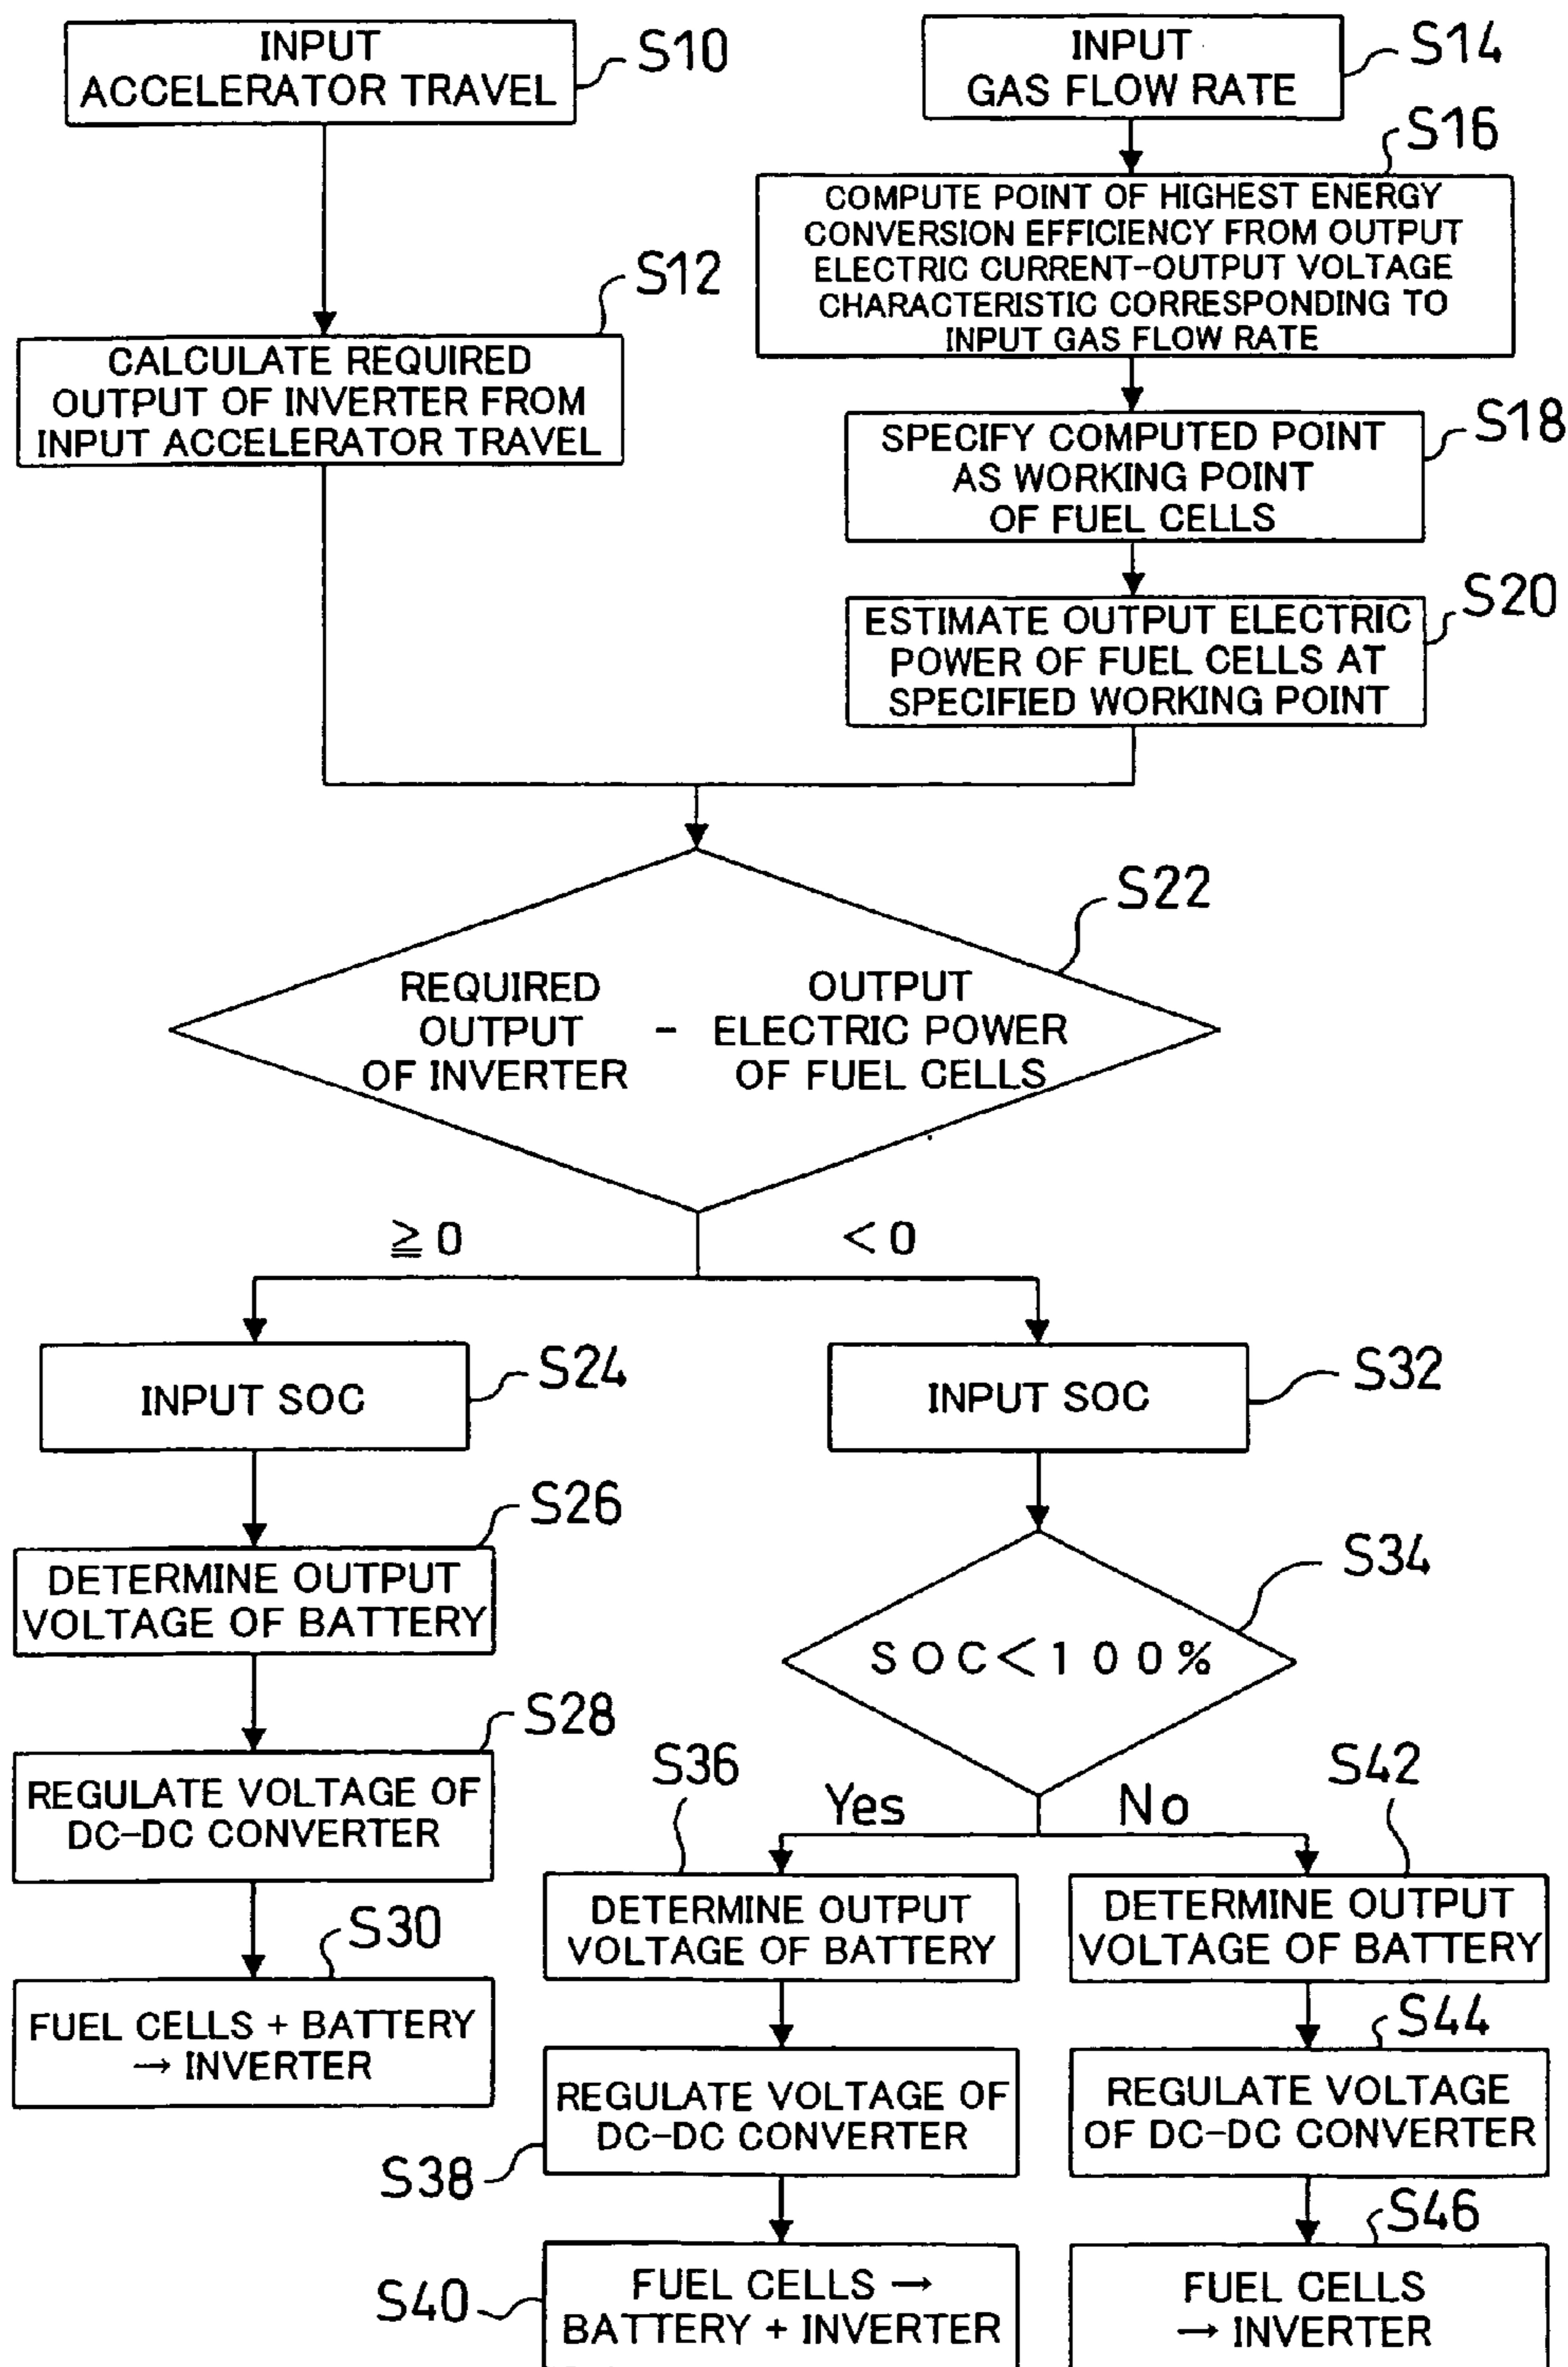 INPUT
ACCELERATOR TRAVEL
S10
INPUT
GAS FLOW RATE
S14
S16
COMPUTE POINT OF HIGHEST ENERGY
CONVERSION EFFICIENCY FROM OUTPUT
ELECTRIC CURRENT-OUTPUT VOLTAGE
CHARACTERISTIC CORRESPONDING TO
INPUT GAS FLOW RATE
S12
CALCULATE REQUIRED
OUTPUT OF INVERTER FROM
INPUT ACCELERATOR TRAVEL
S18
SPECIFY COMPUTED POINT
AS WORKING POINT
OF FUEL CELLS
S20
ESTIMATE OUTPUT ELECTRIC
POWER OF FUEL CELLS AT
SPECIFIED WORKING POINT
S22
REQUIRED
OUTPUT
OF INVERTER
-
OUTPUT
ELECTRIC POWER
OF FUEL CELLS
≧0
<0
INPUT SOC
S24
INPUT SOC
S32
S26
DETERMINE OUTPUT
VOLTAGE OF BATTERY
S34
SOC<100%
S28
REGULATE VOLTAGE OF
DC-DC CONVERTER
S36
Yes
No
S42
DETERMINE OUTPUT
VOLTAGE OF BATTERY
DETERMINE OUTPUT
VOLTAGE OF BATTERY
S30
FUEL CELLS + BATTERY
→ INVERTER
S44
REGULATE VOLTAGE OF
DC-DC CONVERTER
S38
REGULATE VOLTAGE
OF DC-DC CONVERTER
S46
S40
FUEL CELLS →
BATTERY + INVERTER
FUEL CELLS
→ INVERTER